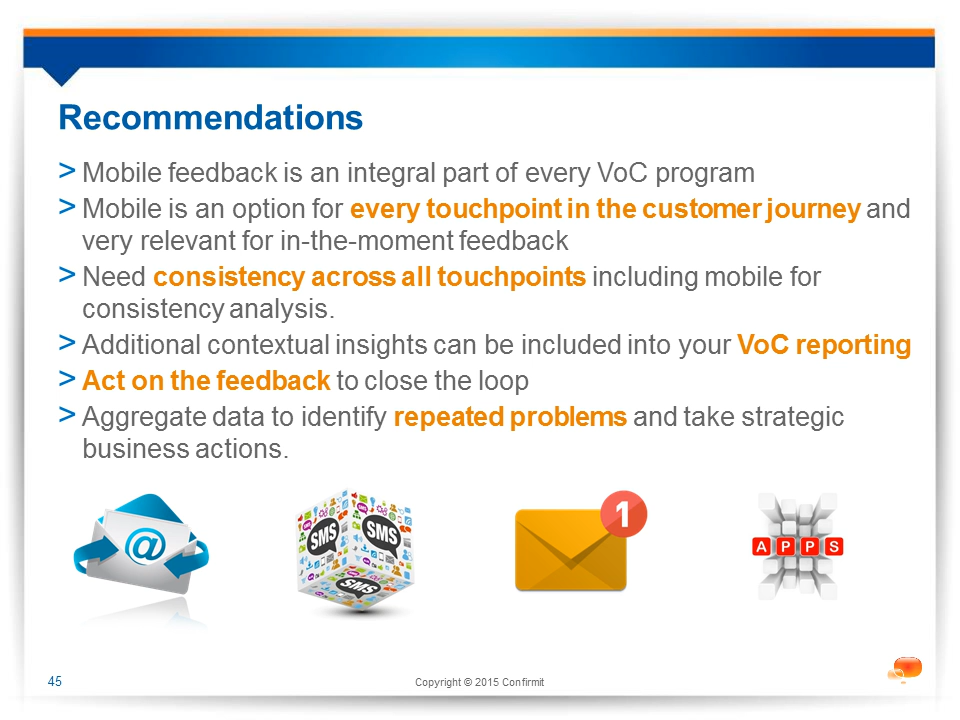 Recommendations
> Mobile feedback is an integral part of every VoC program
> Mobile is an option for every touchpoint in the customer journey and
very relevant for in-the-moment feedback
> Need consistency across all touchpoints including mobile for
consistency analysis.
> Additional contextual insights can be included into your VoC reporting
> Act on the feedback to close the loop
> Aggregate data to identify repeated problems and take strategic
business actions.
@
SMS SMS
SMS
1
APPS
45
Copyright © 2015 Confirmit